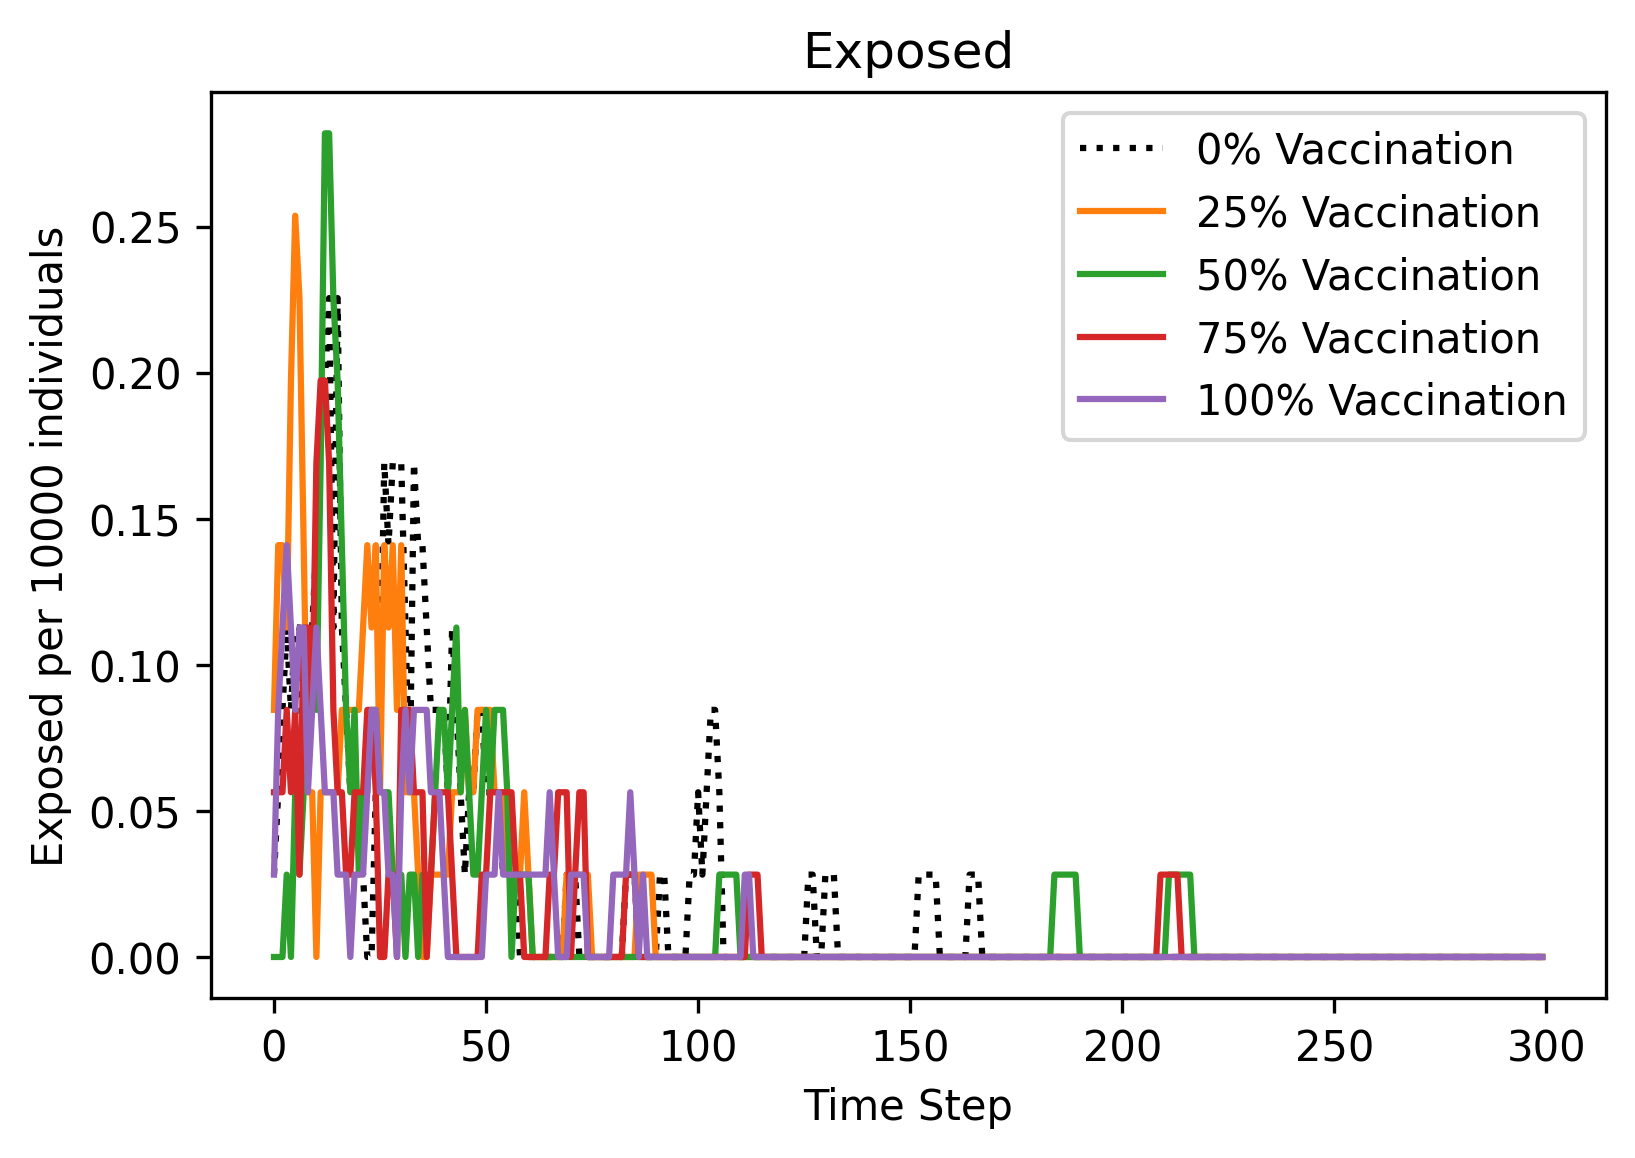 Exposed
0% Vaccination
25% Vaccination
50% Vaccination
75% Vaccination
100% Vaccination
Exposed per 10000 individuals
0.25
0.20
0.15
0.10
0.05
0.00
0 50 100 150 200 250 300
Time Step